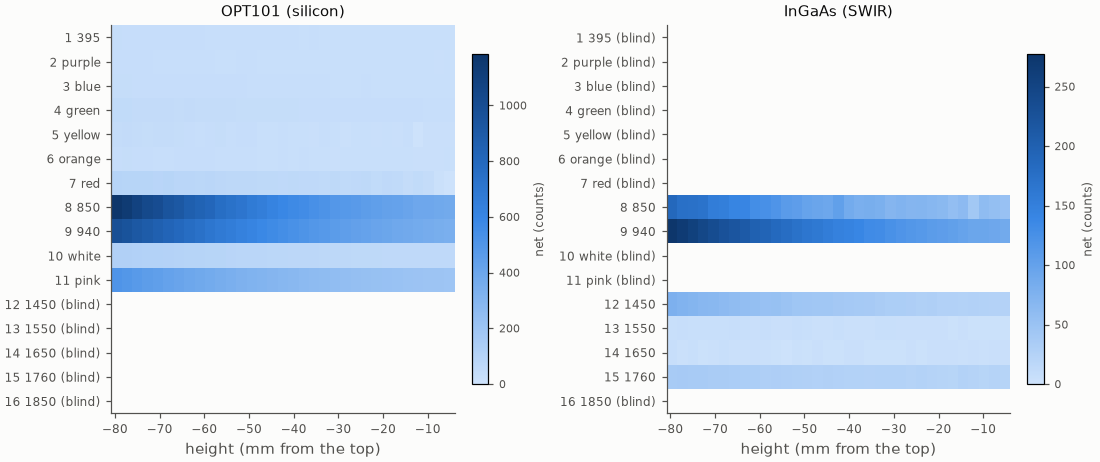 OPT101 (silicon)
1 395
2 purple
3 blue
4 green
5 yellow
6 orange
7 red
8 850
9 940
10 white
11 pink
12 1450 (blind)
13 1550 (blind)
14 1650 (blind)
15 1760 (blind)
16 1850 (blind)
−80 −70 −60 −50 −40 −30 −20 −10
height (mm from the top)
1000
800
600
400
200
0
net (counts)
InGaAs (SWIR)
1 395 (blind)
2 purple (blind)
3 blue (blind)
4 green (blind)
5 yellow (blind)
6 orange (blind)
7 red (blind)
8 850
9 940
10 white (blind)
11 pink (blind)
12 1450
13 1550
14 1650
15 1760
16 1850 (blind)
−80 −70 −60 −50 −40 −30 −20 −10
height (mm from the top)
250
200
150
100
50
0
net (counts)